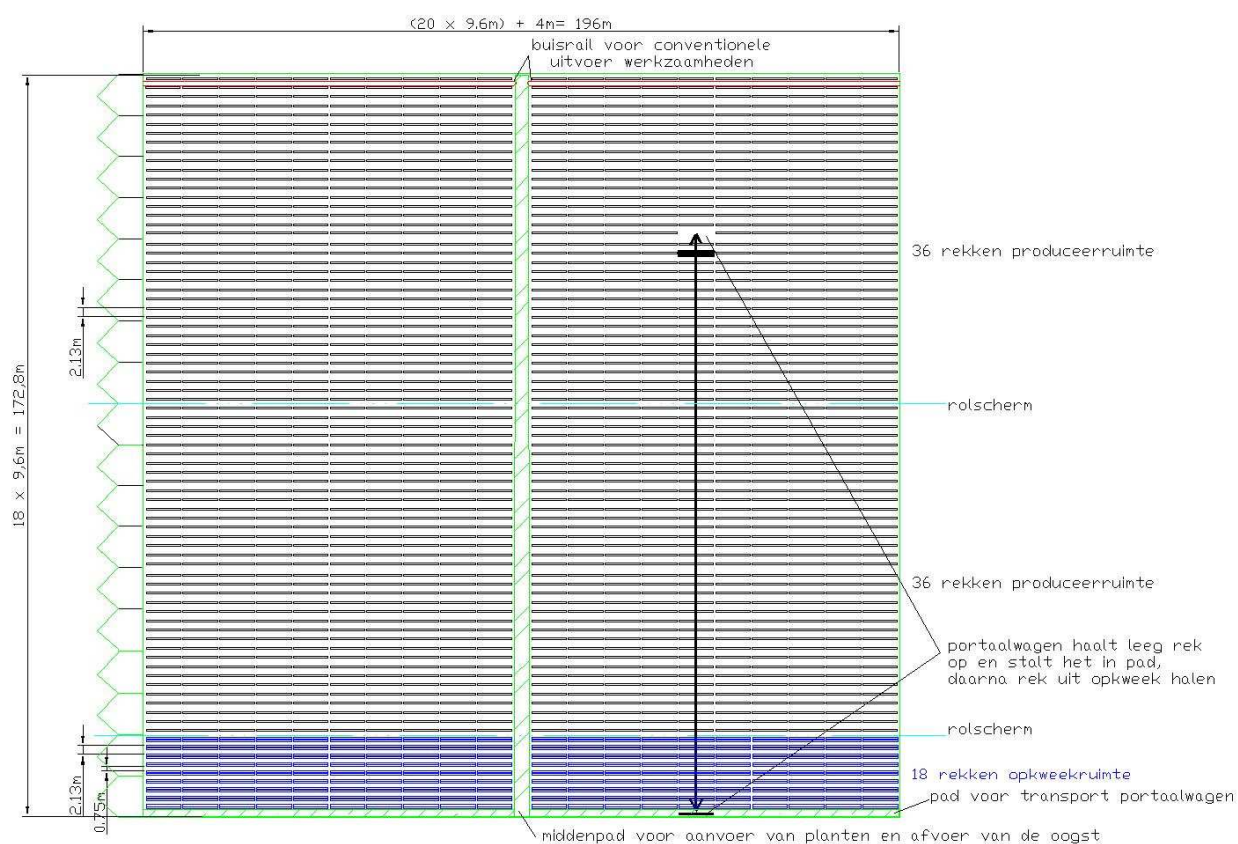 (20 x 9.6m) + 4m= 196m
buisrail voor conventionele
uitvoer werkzaamheden
36 rekken produceerruimte
2.13m
rolscherm
18 x 9,6m = 172,8m
36 rekken produceerruimte
portaalwagen haalt leeg rek
op en stalt het in pad,
daarna rek uit opkweek halen
rolscherm
18 rekken opkweekruimte
2.13m
0.75m
pad voor transport portaalwagen
middenpad voor aanvoer van planten en afvoer van de oogst